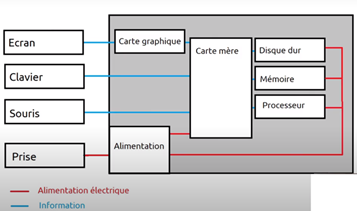 Ecran
Carte graphique
Carte mère
Disque dur
Clavier
Mémoire
Souris
Processeur
Prise
Alimentation
Alimentation électrique
Information